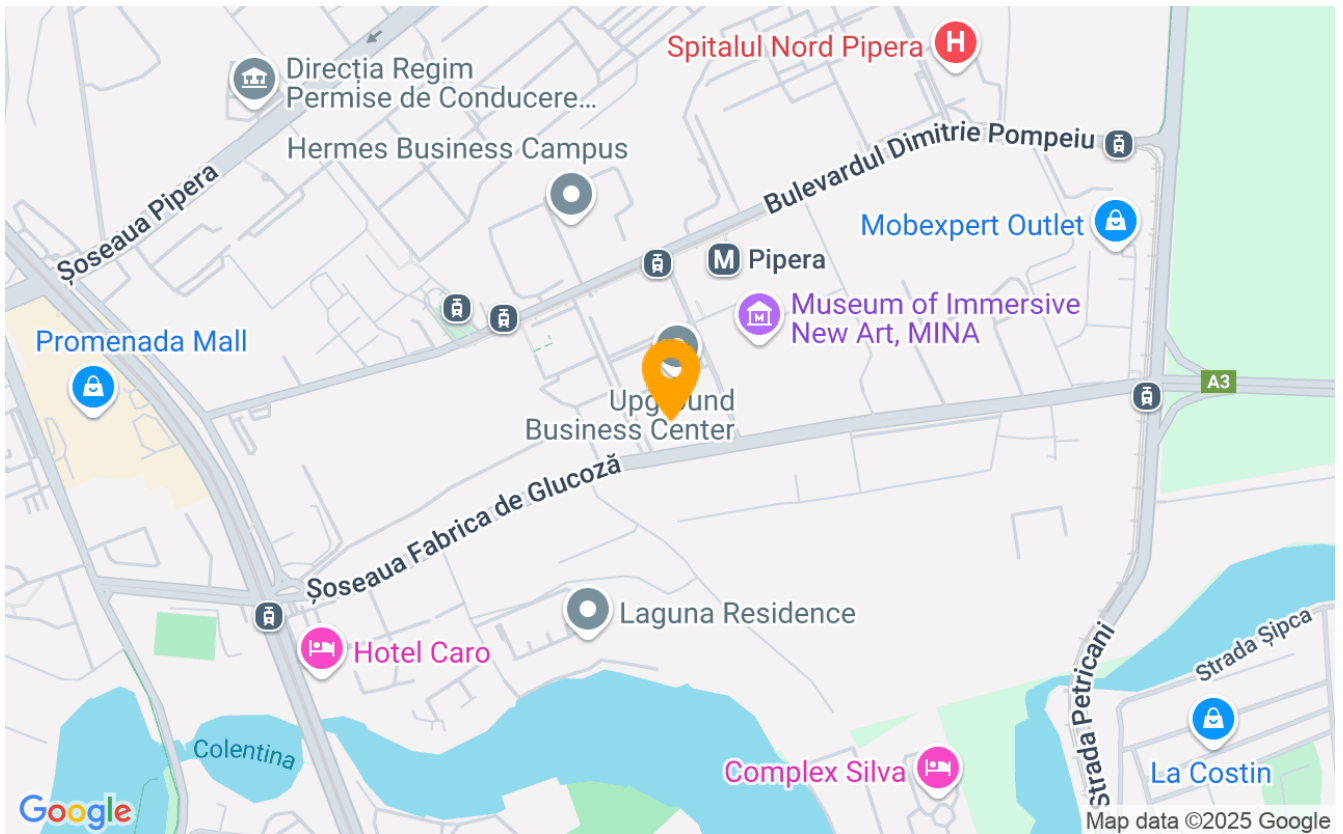 Spitalul Nord Pipera
H
Direcția Regim
Permise de Conducere...
Hermes Business Campus
Bulevardul Dimitrie Pompeiu
Șoseaua Pipera
Mobexpert Outlet
M Pipera
Museum of Immersive
New Art, MINA
M
Promenada Mall
A3
Upground
Business Center
Șoseaua Fabrica de Glucoză
Laguna Residence
Hotel Caro
Strada Șipca
Strada Petricani
Colentina
Complex Silva
La Costin
Google
Map data ©2025 Google